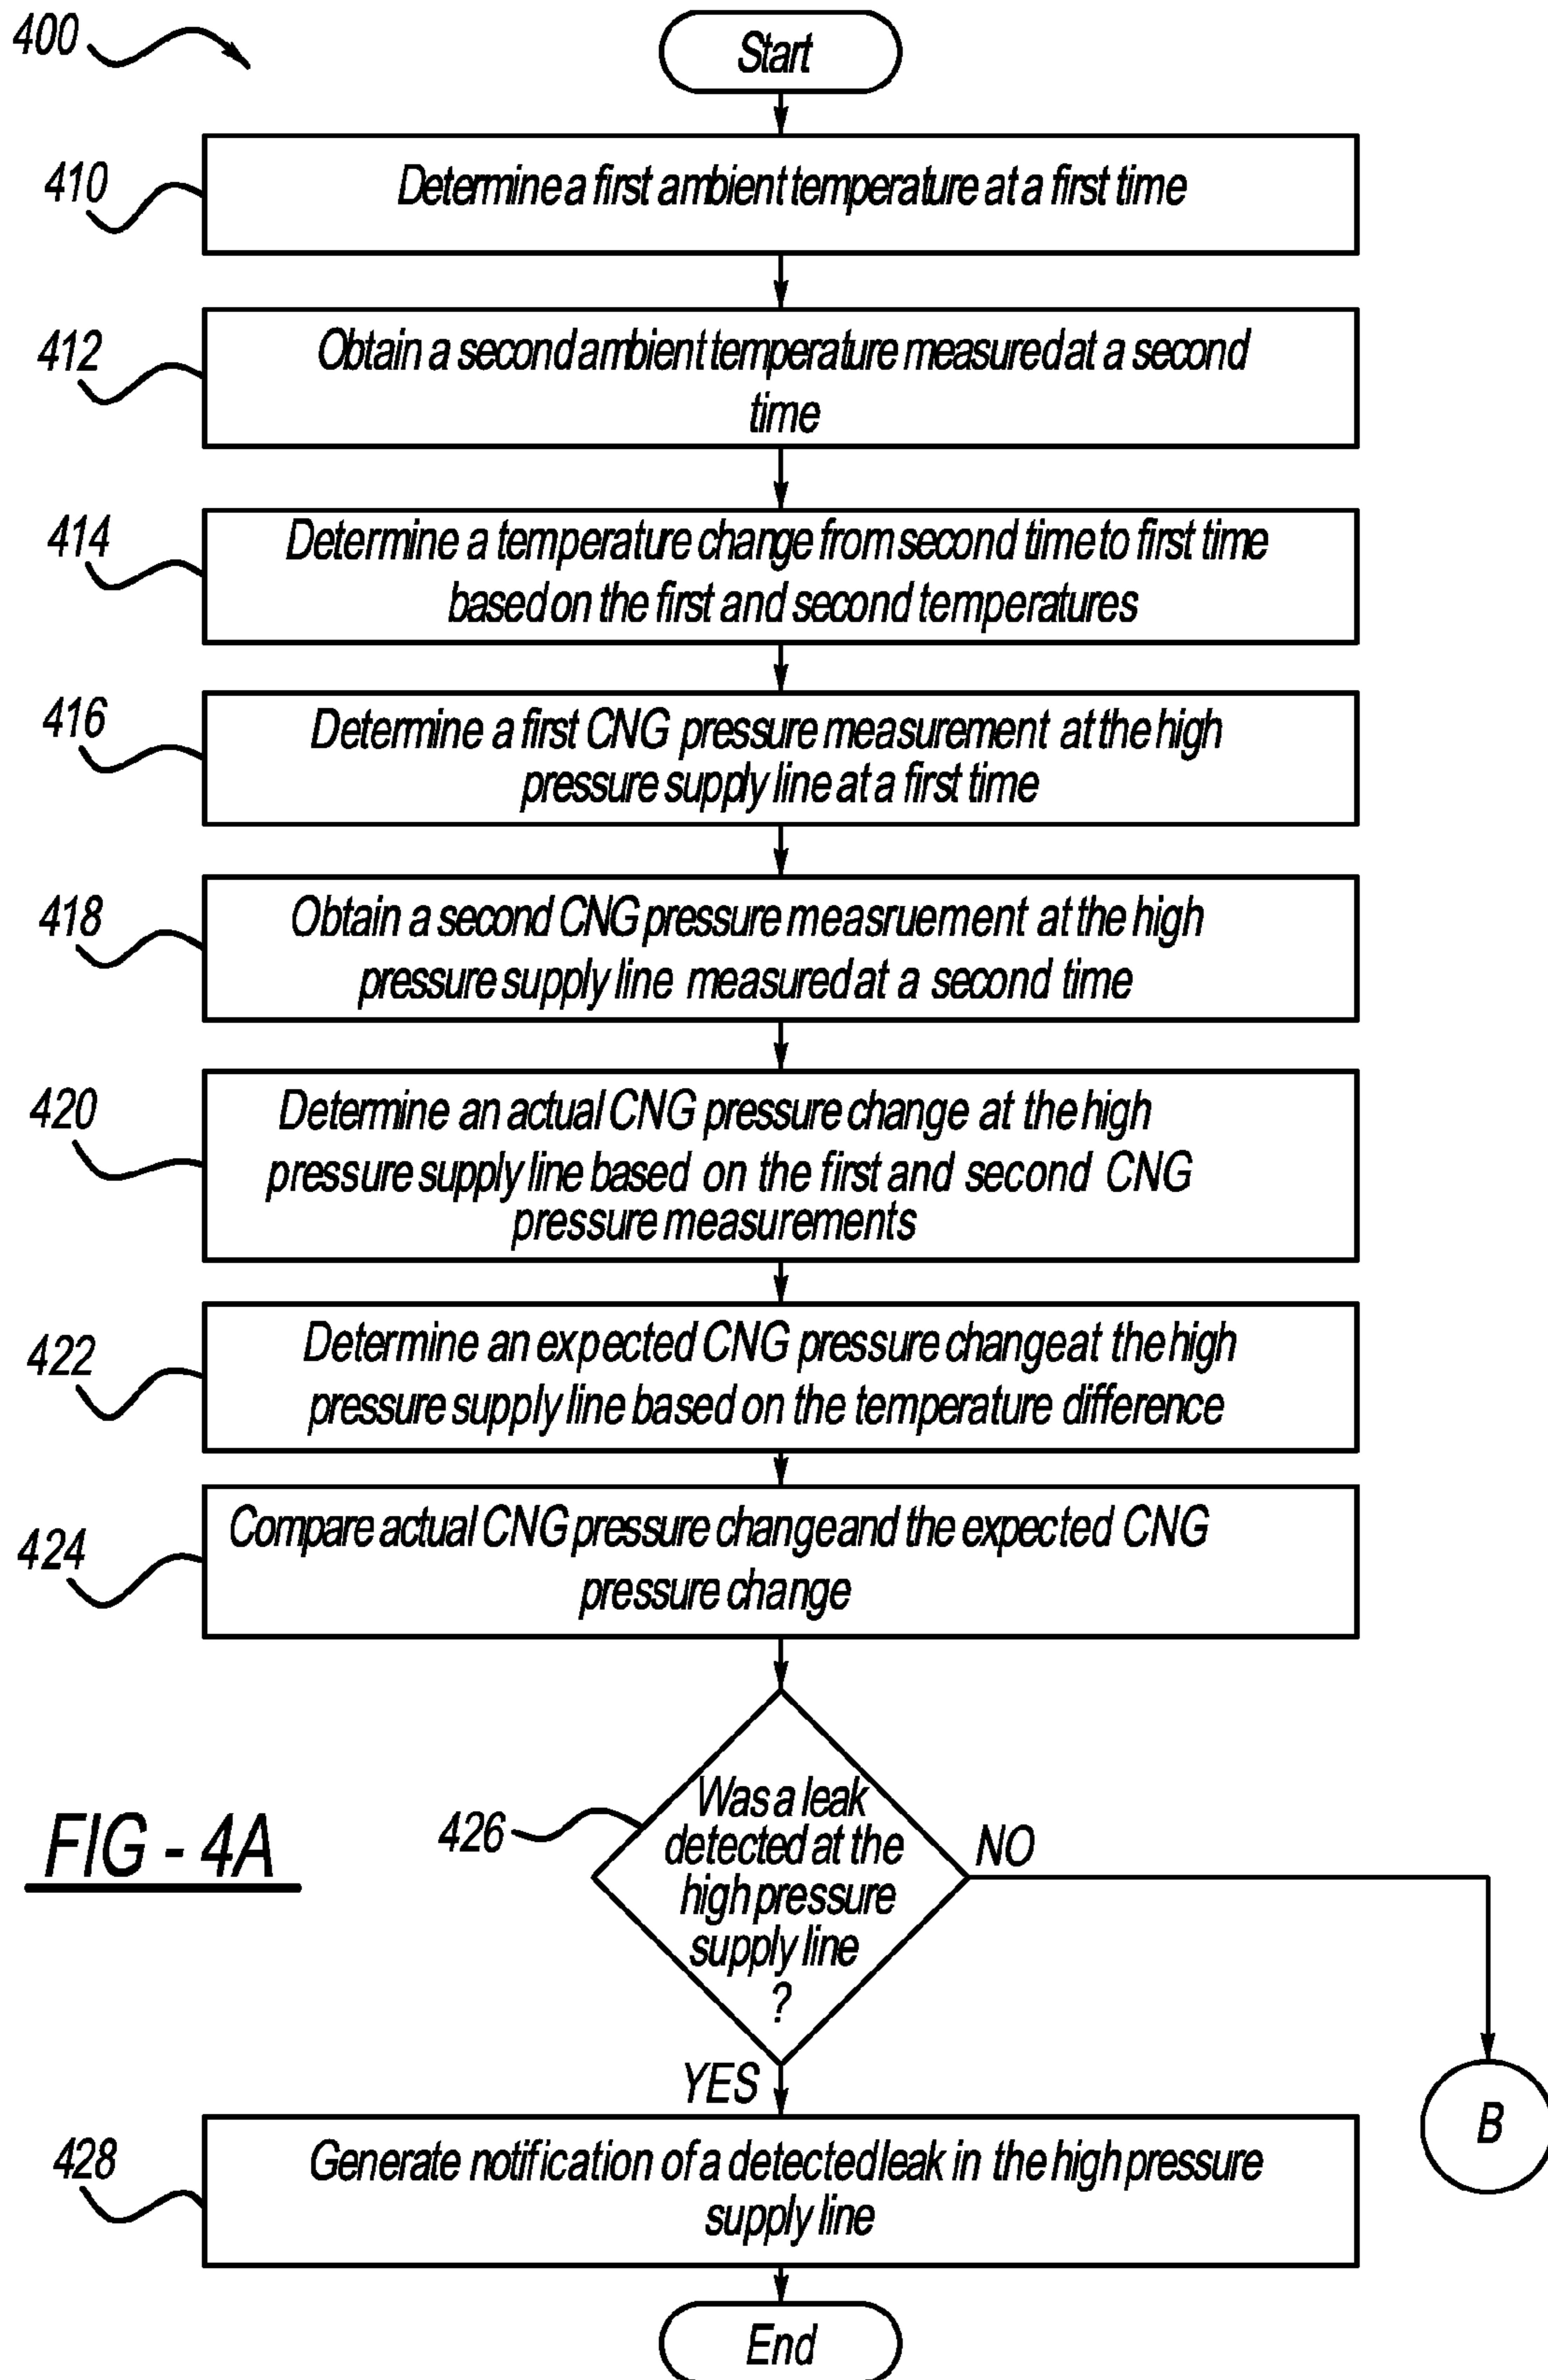 400
Start
410
Determine a first ambient temperature at a first time
412
Obtain a second ambient temperature measured at a second
time
414
Determine a temperature change from second time to first time
based on the first and second temperatures
416
Determine a first CNG pressure measurement at the high
pressure supply line at a first time
418
Obtain a second CNG pressure measruement at the high
pressure supply line measured at a second time
420
Determine an actual CNG pressure change at the high
pressure supply line based on the first and second CNG
pressure measurements
422
Determine an expected CNG pressure change at the high
pressure supply line based on the temperature difference
424
Compare actual CNG pressure change and the expected CNG
pressure change
FIG - 4A
426
Was a leak
detected at the
high pressure
supply line
?
NO
YES
B
428
Generate notification of a detected leak in the high pressure
supply line
End